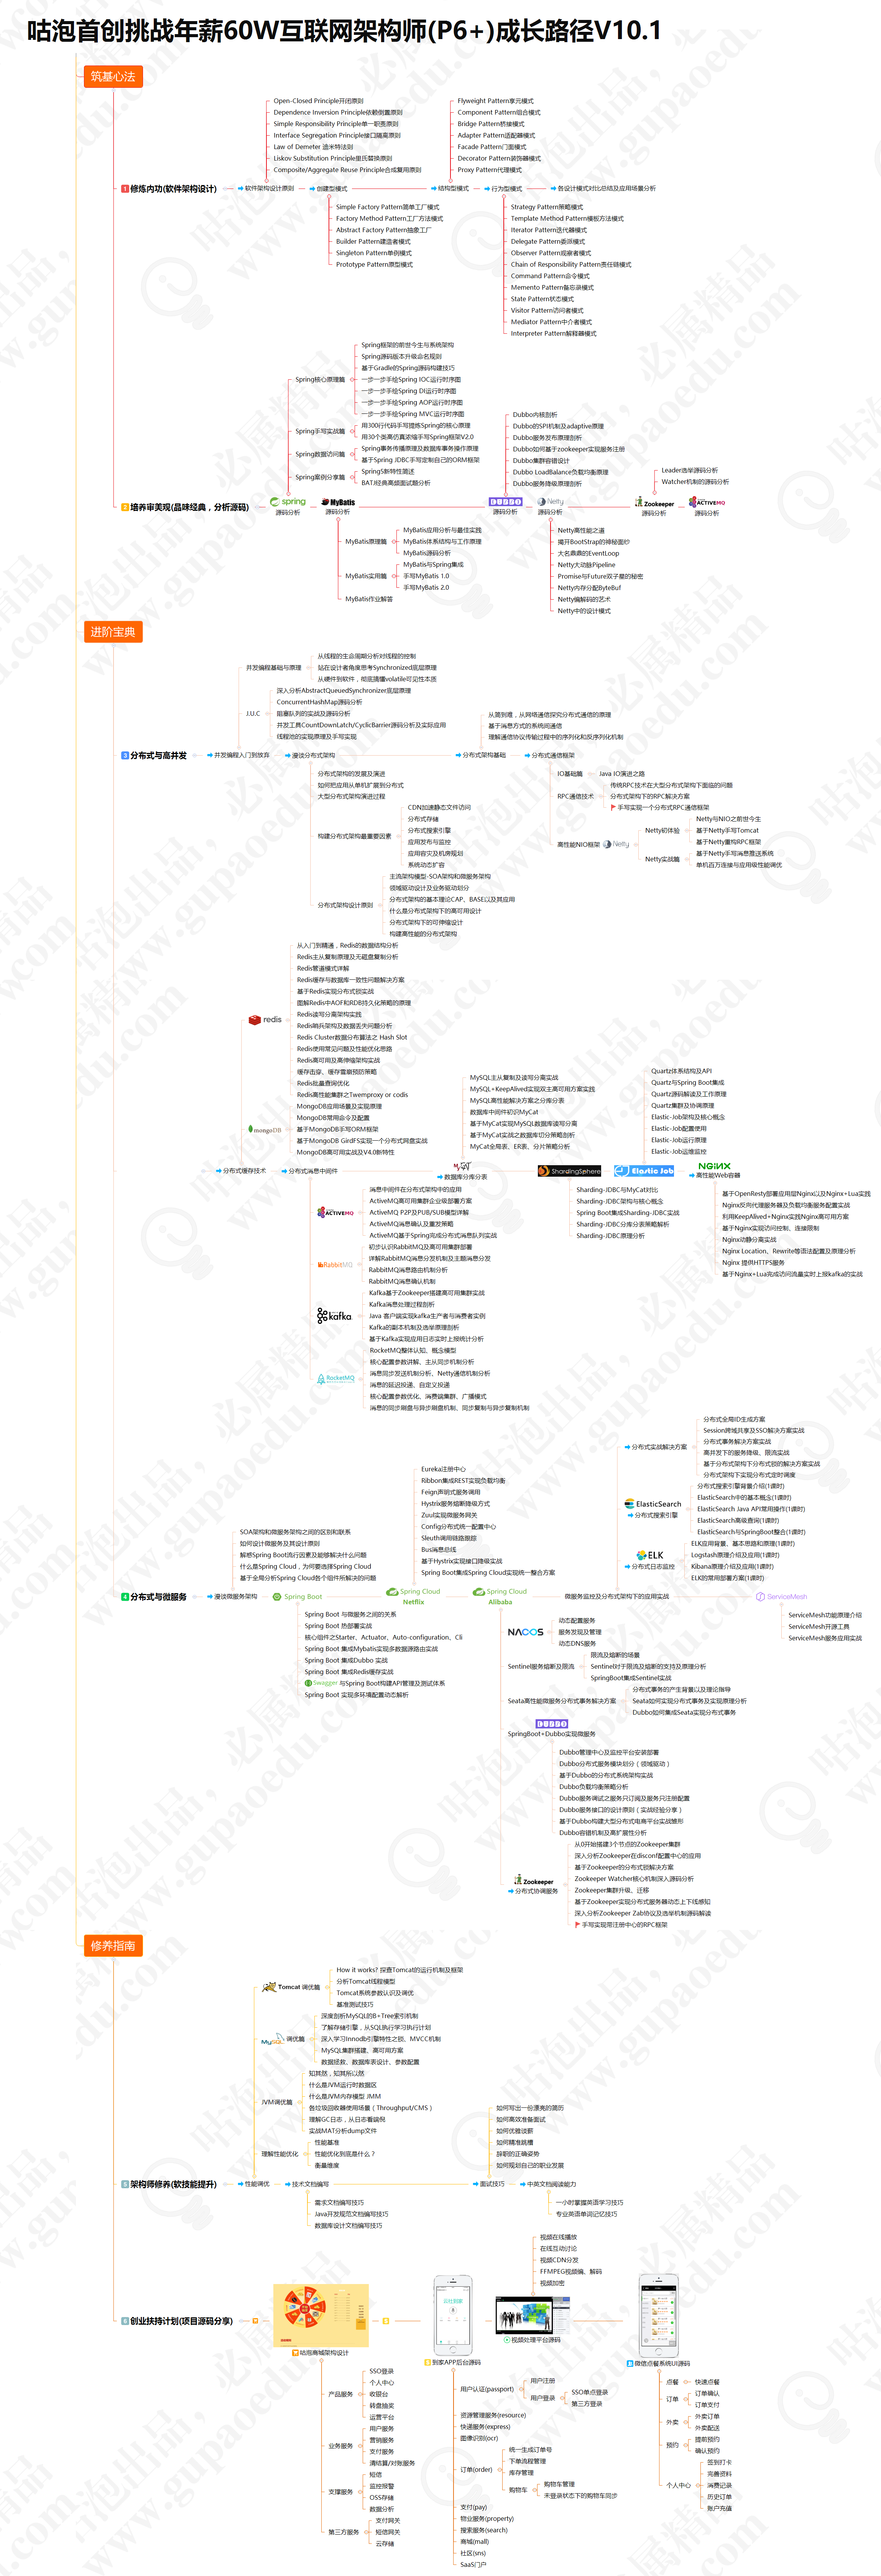 咕泡首创挑战年薪60W互联网架构师(P6+)成长路径V10.1
筑基心法
Open-Closed Principle开闭原则
Dependence Inversion Principle依赖倒置原则
Simple Responsibility Principle单一职责原则
Interface Segregation Principle接口隔离原则
Law of Demeter 迪米特法则
Liskov Substitution Principle里氏替换原则
Composite/Aggregate Reuse Principle合成复用原则
Flyweight Pattern享元模式
Component Pattern组合模式
Bridge Pattern桥接模式
Adapter Pattern适配器模式
Facade Pattern门面模式
Decorator Pattern装饰器模式
Proxy Pattern代理模式
1 修炼内功(软件架构设计)
软件架构设计原则
创建型模式
结构型模式
行为型模式
各设计模式对比总结及应用场景分析
Simple Factory Pattern简单工厂模式
Factory Method Pattern工厂方法模式
Abstract Factory Pattern抽象工厂
Builder Pattern建造者模式
Singleton Pattern单例模式
Prototype Pattern原型模式
Strategy Pattern策略模式
Template Method Pattern模板方法模式
Iterator Pattern迭代器模式
Delegate Pattern委派模式
Observer Pattern观察者模式
Chain of Responsibility Pattern责任链模式
Command Pattern命令模式
Memento Pattern备忘录模式
State Pattern状态模式
Visitor Pattern访问者模式
Mediator Pattern中介者模式
Interpreter Pattern解释器模式
Spring核心原理篇
Spring框架的前世今生与系统架构
Spring源码版本升级命名规则
基于Gradle的Spring源码构建技巧
一步一步手绘Spring IOC运行时序图
一步一步手绘Spring DI运行时序图
一步一步手绘Spring AOP运行时序图
一步一步手绘Spring MVC运行时序图
Spring手写实战篇
用300行代码手写提炼Spring的核心原理
用30个类高仿真浓缩手写Spring框架V2.0
Spring数据访问篇
Spring事务传播原理及数据库事务操作原理
基于Spring JDBC手写定制自己的ORM框架
Spring案例分享篇
Spring5新特性简述
BATJ经典高频面试题分析
Dubbo内核剖析
Dubbo的SPI机制及adaptive原理
Dubbo服务发布原理剖析
Dubbo如何基于zookeeper实现服务注册
Dubbo集群容错设计
Dubbo LoadBalance负载均衡原理
Dubbo服务降级原理剖析
Leader选举源码分析
Watcher机制的源码分析
2 培养审美观(品味经典，分析源码)
spring
源码分析
MyBatis
源码分析
DUBBO
源码分析
Netty
源码分析
Zookeeper
源码分析
ACTIVEMQ
源码分析
MyBatis原理篇
MyBatis应用分析与最佳实践
MyBatis体系结构与工作原理
MyBatis源码分析
MyBatis实用篇
MyBatis与Spring集成
手写MyBatis 1.0
手写MyBatis 2.0
MyBatis作业解答
Netty高性能之道
揭开BootStrap的神秘面纱
大名鼎鼎的EventLoop
Netty大动脉Pipeline
Promise与Future双子星的秘密
Netty内存分配ByteBuf
Netty编解码的艺术
Netty中的设计模式
进阶宝典
并发编程基础与原理
从线程的生命周期分析对线程的控制
站在设计者角度思考Synchronized底层原理
从硬件到软件，彻底搞懂volatile可见性本质
J.U.C
深入分析AbstractQueuedSynchronizer底层原理
ConcurrentHashMap源码分析
阻塞队列的实战及源码分析
并发工具CountDownLatch/CyclicBarrier源码分析及实际应用
线程池的实现原理及手写实现
从简到难，从网络通信探究分布式通信的原理
基于消息方式的系统间通信
理解通信协议传输过程中的序列化和反序列化机制
3 分布式与高并发
并发编程入门到放弃
漫谈分布式架构
分布式架构基础
分布式通信框架
分布式架构的发展及演进
如何把应用从单机扩展到分布式
大型分布式架构演进过程
构建分布式架构最重要因素
CDN加速静态文件访问
分布式存储
分布式搜索引擎
应用发布与监控
应用容灾及机房规划
系统动态扩容
分布式架构设计原则
主流架构模型-SOA架构和微服务架构
领域驱动设计及业务驱动划分
分布式架构的基本理论CAP、BASE以及其应用
什么是分布式架构下的高可用设计
分布式架构下的可伸缩设计
构建高性能的分布式架构
IO基础篇
Java IO演进之路
RPC通信技术
传统RPC技术在大型分布式架构下面临的问题
分布式架构下的RPC解决方案
手写实现一个分布式RPC通信框架
高性能NIO框架 Netty
Netty初体验
Netty与NIO之前世今生
基于Netty手写Tomcat
基于Netty重构RPC框架
Netty实战篇
基于Netty手写消息推送系统
单机百万连接与应用级性能调优
redis
从入门到精通，Redis的数据结构分析
Redis主从复制原理及无磁盘复制分析
Redis管道模式详解
Redis缓存与数据库一致性问题解决方案
基于Redis实现分布式锁实战
图解Redis中AOF和RDB持久化策略的原理
Redis读写分离架构实践
Redis哨兵架构及数据丢失问题分析
Redis Cluster数据分布算法之 Hash Slot
Redis使用常见问题及性能优化思路
Redis高可用及高伸缩架构实战
缓存击穿、缓存雪崩预防策略
Redis批量查询优化
Redis高性能集群之Twemproxy or codis
mongoDB
MongoDB应用场景及实现原理
MongoDB常用命令及配置
基于MongoDB手写ORM框架
基于MongoDB GirdFS实现一个分布式网盘实战
MongoDB高可用实战及V4.0新特性
MySQL主从复制及读写分离实战
MySQL+KeepAlived实现双主高可用方案实践
MySQL高性能解决方案之分库分表
数据库中间件初识MyCat
基于MyCat实现MySQL数据库读写分离
基于MyCat实战之数据库切分策略剖析
MyCat全局表、ER表、分片策略分析
Quartz体系结构及API
Quartz与Spring Boot集成
Quartz源码解读及工作原理
Quartz集群及协调原理
Elastic-Job架构及核心概念
Elastic-Job配置使用
Elastic-Job运行原理
Elastic-Job运维监控
分布式缓存技术
分布式消息中间件
数据库分库分表
ShardingSphere
Elastic Job
NGINX
高性能Web容器
ACTIVEMQ
消息中间件在分布式架构中的应用
ActiveMQ高可用集群企业级部署方案
ActiveMQ P2P及PUB/SUB模型详解
ActiveMQ消息确认及重发策略
ActiveMQ基于Spring完成分布式消息队列实战
RabbitMQ
初步认识RabbitMQ及高可用集群部署
详解RabbitMQ消息分发机制及主题消息分发
RabbitMQ消息路由机制分析
RabbitMQ消息确认机制
kafka
Kafka基于Zookeeper搭建高可用集群实战
Kafka消息处理过程剖析
Java 客户端实现kafka生产者与消费者实例
Kafka的副本机制及选举原理剖析
基于Kafka实现应用日志实时上报统计分析
RocketMQ
RocketMQ整体认知、概念模型
核心配置参数讲解、主从同步机制分析
消息同步发送机制分析、Netty通信机制分析
消息的延迟投递、自定义投递
核心配置参数优化、消费端集群、广播模式
消息的同步刷盘与异步刷盘机制、同步复制与异步复制机制
Sharding-JDBC与MyCat对比
Sharding-JDBC架构与核心概念
Spring Boot集成Sharding-JDBC实战
Sharding-JDBC分库分表策略解析
Sharding-JDBC原理分析
基于OpenResty部署应用层Nginx以及Nginx+Lua实践
Nginx反向代理服务器及负载均衡服务配置实战
利用KeepAlived+Nginx实践Nginx高可用方案
基于Nginx实现访问控制、连接限制
Nginx动静分离实战
Nginx Location、Rewrite等语法配置及原理分析
Nginx 提供HTTPS服务
基于Nginx+Lua完成访问流量实时上报kafka的实战
分布式实战解决方案
分布式全局ID生成方案
Session跨域共享及SSO解决方案实战
分布式事务解决方案实战
高并发下的服务降级、限流实战
基于分布式架构下分布式锁的解决方案实战
分布式架构下实现分布式定时调度
ElasticSearch
分布式搜索引擎
分布式搜索引擎背景介绍(1课时)
ElasticSearch中的基本概念(1课时)
ElasticSearch Java API常用操作(1课时)
ElasticSearch高级查询(1课时)
ElasticSearch与SpringBoot整合(1课时)
ELK
分布式日志监控
ELK应用背景、基本思路和原理(1课时)
Logstash原理介绍及应用(1课时)
Kibana原理介绍及应用(1课时)
ELK的常用部署方案(1课时)
Eureka注册中心
Ribbon集成REST实现负载均衡
Feign声明式服务调用
Hystrix服务熔断降级方式
Zuul实现微服务网关
Config分布式统一配置中心
Sleuth调用链路跟踪
Bus消息总线
基于Hystrix实现接口降级实战
Spring Boot集成Spring Cloud实现统一整合方案
SOA架构和微服务架构之间的区别和联系
如何设计微服务及其设计原则
解惑Spring Boot流行因素及能够解决什么问题
什么是Spring Cloud，为何要选择Spring Cloud
基于全局分析Spring Cloud各个组件所解决的问题
4 分布式与微服务
漫谈微服务架构
Spring Boot
Spring Cloud
Netflix
Spring Cloud
Alibaba
微服务监控及分布式架构下的应用实战
ServiceMesh
Spring Boot 与微服务之间的关系
Spring Boot 热部署实战
核心组件之Starter、Actuator、Auto-configuration、Cli
Spring Boot 集成Mybatis实现多数据源路由实战
Spring Boot 集成Dubbo 实战
Spring Boot 集成Redis缓存实战
Swagger 与Spring Boot构建API管理及测试体系
Spring Boot 实现多环境配置动态解析
NACOS
动态配置服务
服务发现及管理
动态DNS服务
Sentinel服务熔断及限流
限流及熔断的场景
Sentinel对于限流及熔断的支持及原理分析
SpringBoot集成Sentinel实战
Seata高性能微服务分布式事务解决方案
分布式事务的产生背景以及理论指导
Seata如何实现分布式事务及实现原理分析
Dubbo如何集成Seata实现分布式事务
ServiceMesh功能原理介绍
ServiceMesh开源工具
ServiceMesh服务应用实战
DUBBO
SpringBoot+Dubbo实现微服务
Dubbo管理中心及监控平台安装部署
Dubbo分布式服务模块划分（领域驱动）
基于Dubbo的分布式系统架构实战
Dubbo负载均衡策略分析
Dubbo服务调试之服务只订阅及服务只注册配置
Dubbo服务接口的设计原则（实战经验分享）
基于Dubbo构建大型分布式电商平台实战雏形
Dubbo容错机制及高扩展性分析
Zookeeper
分布式协调服务
从0开始搭建3个节点的Zookeeper集群
深入分析Zookeeper在disconf配置中心的应用
基于Zookeeper的分布式锁解决方案
Zookeeper Watcher核心机制深入源码分析
Zookeeper集群升级、迁移
基于Zookeeper实现分布式服务器动态上下线感知
深入分析Zookeeper Zab协议及选举机制源码解读
手写实现带注册中心的RPC框架
修养指南
Tomcat 调优篇
How it works? 探查Tomcat的运行机制及框架
分析Tomcat线程模型
Tomcat系统参数认识及调优
基准测试技巧
MySQL 调优篇
深度剖析MySQL的B+Tree索引机制
了解存储引擎，从SQL执行学习执行计划
深入学习Innodb引擎特性之锁、MVCC机制
MySQL集群搭建、高可用方案
数据拯救、数据库表设计、参数配置
JVM调优篇
知其然，知其所以然
什么是JVM运行时数据区
什么是JVM内存模型 JMM
各垃圾回收器使用场景（Throughput/CMS）
理解GC日志，从日志看端倪
实战MAT分析dump文件
理解性能优化
性能基准
性能优化到底是什么？
衡量维度
如何写出一份漂亮的简历
如何高效准备面试
如何优雅谈薪
如何精准跳槽
辞职的正确姿势
如何规划自己的职业发展
5 架构师修养(软技能提升)
性能调优
技术文档编写
面试技巧
中英文档阅读能力
需求文档编写技巧
Java开发规范文档编写技巧
数据库设计文档编写技巧
一小时掌握英语学习技巧
专业英语单词记忆技巧
视频在线播放
在线互动讨论
视频CDN分发
FFMPEG视频编、解码
视频加密
6 创业扶持计划(项目源码分享)
咕泡商城架构设计
到家APP后台源码
视频处理平台源码
微信点餐系统UI源码
产品服务
SSO登录
个人中心
收银台
转盘抽奖
运营平台
业务服务
用户服务
营销服务
支付服务
清结算/对账服务
支撑服务
短信
监控报警
OSS存储
数据分析
第三方服务
支付网关
短信网关
云存储
用户认证(passport)
用户注册
用户登录
SSO单点登录
第三方登录
资源管理服务(resource)
快递服务(express)
图像识别(ocr)
订单(order)
统一生成订单号
下单流程管理
库存管理
购物车
购物车管理
未登录状态下的购物车同步
支付(pay)
物业服务(property)
搜索服务(search)
商城(mall)
社区(sns)
SaaS门户
点餐
快速点餐
订单
订单确认
订单支付
外卖
外卖订单
外卖配送
预约
提前预约
确认预约
个人中心
签到打卡
完善资料
消费记录
历史订单
账户充值